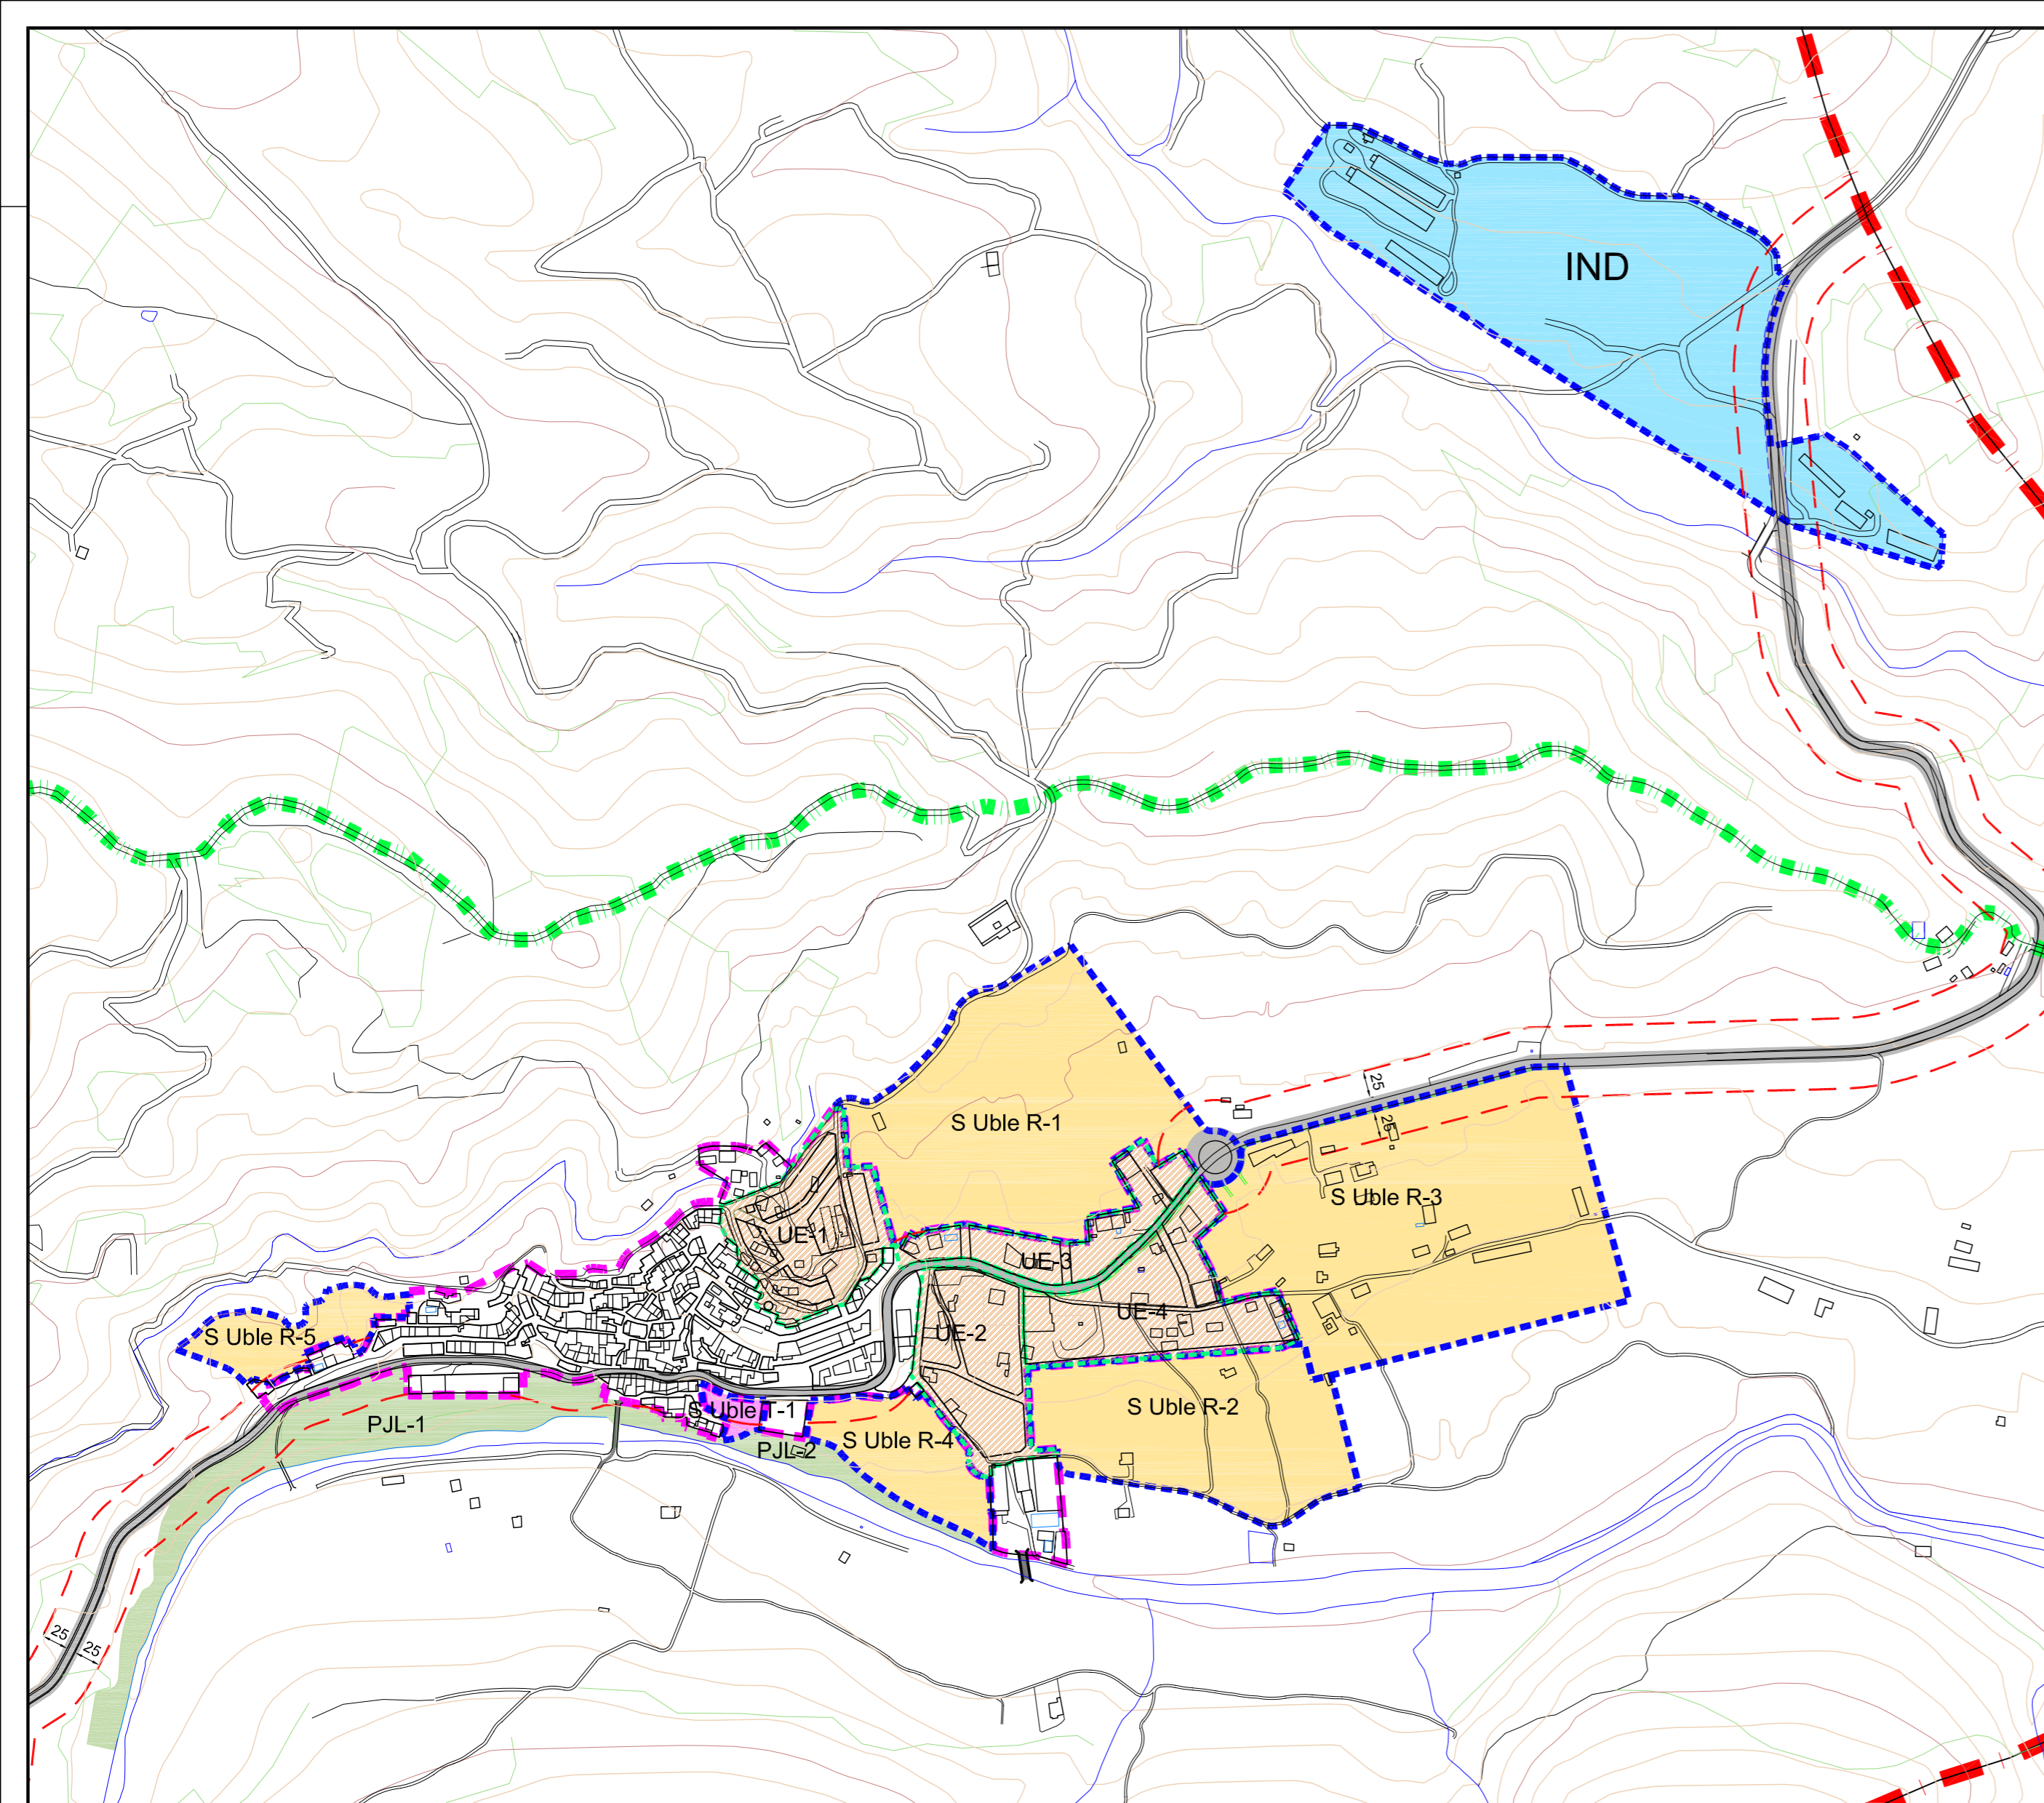 IND
25
25
S Uble R-1
S Uble R-3
UE-1
UE-3
UE-4
UE-2
S Uble R-5
S Uble R-2
S Uble T-1
PJL-1
S Uble R-4
PJL-2
25
25